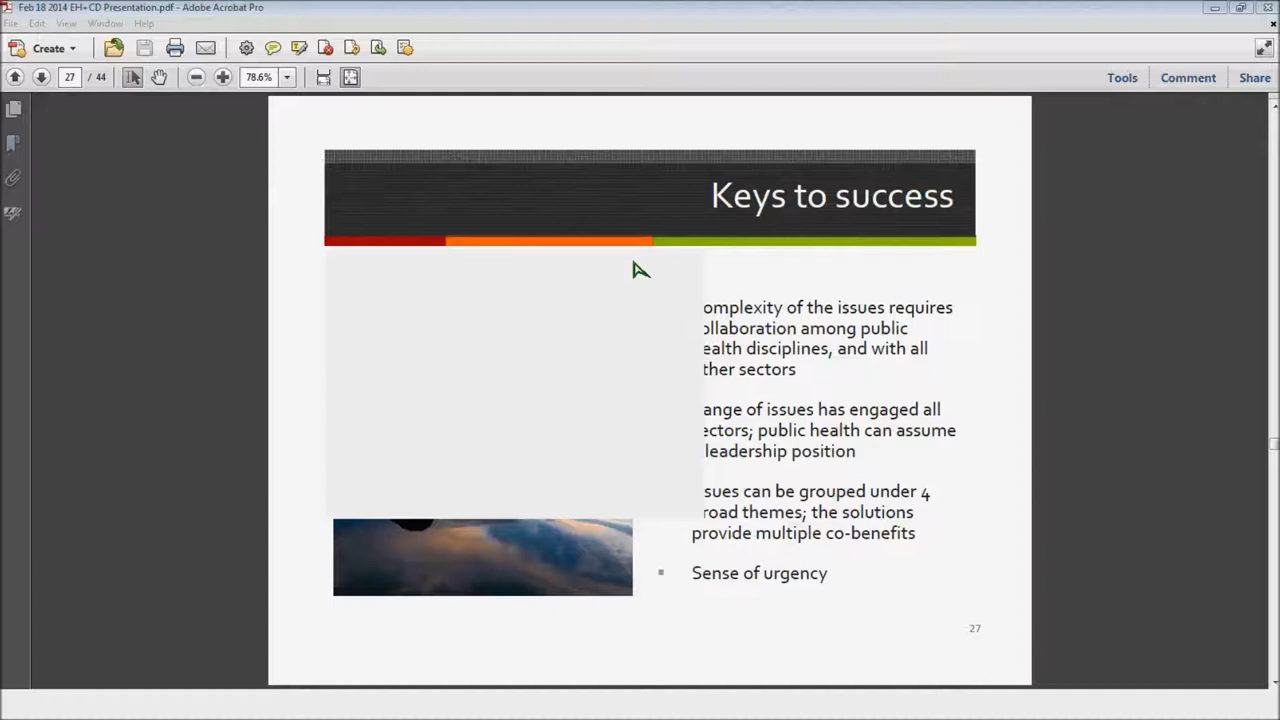 Feb 18 2014 EH+CD Presentation.pdf - Adobe Acrobat Pro
File Edit View Window Help
Create
27 / 44 78.6% Tools Comment Share
Keys to success
omplexity of the issues requires
ollaboration among public
ealth disciplines, and with all
ther sectors
ange of issues has engaged all
ectors; public health can assume
leadership position
sues can be grouped under 4
road themes; the solutions
provide multiple co-benefits
▪ Sense of urgency
27